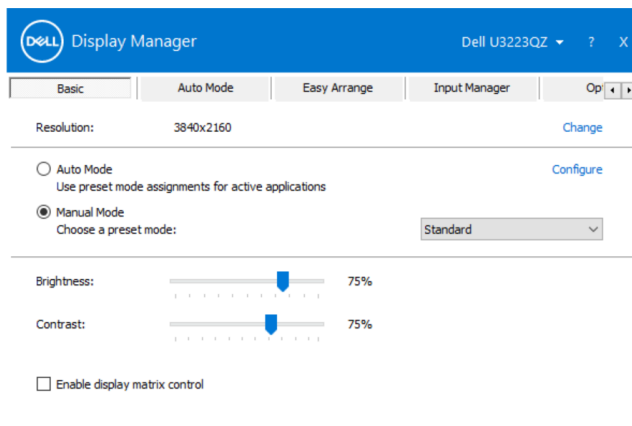 DELL Display Manager Dell U3223QZ ? X
Basic Auto Mode Easy Arrange Input Manager
Resolution: 3840x2160 Change
Auto Mode Configure
Use preset mode assignments for active applications
Manual Mode
Choose a preset mode: Standard
Brightness: 75%
Contrast: 75%
Enable display matrix control